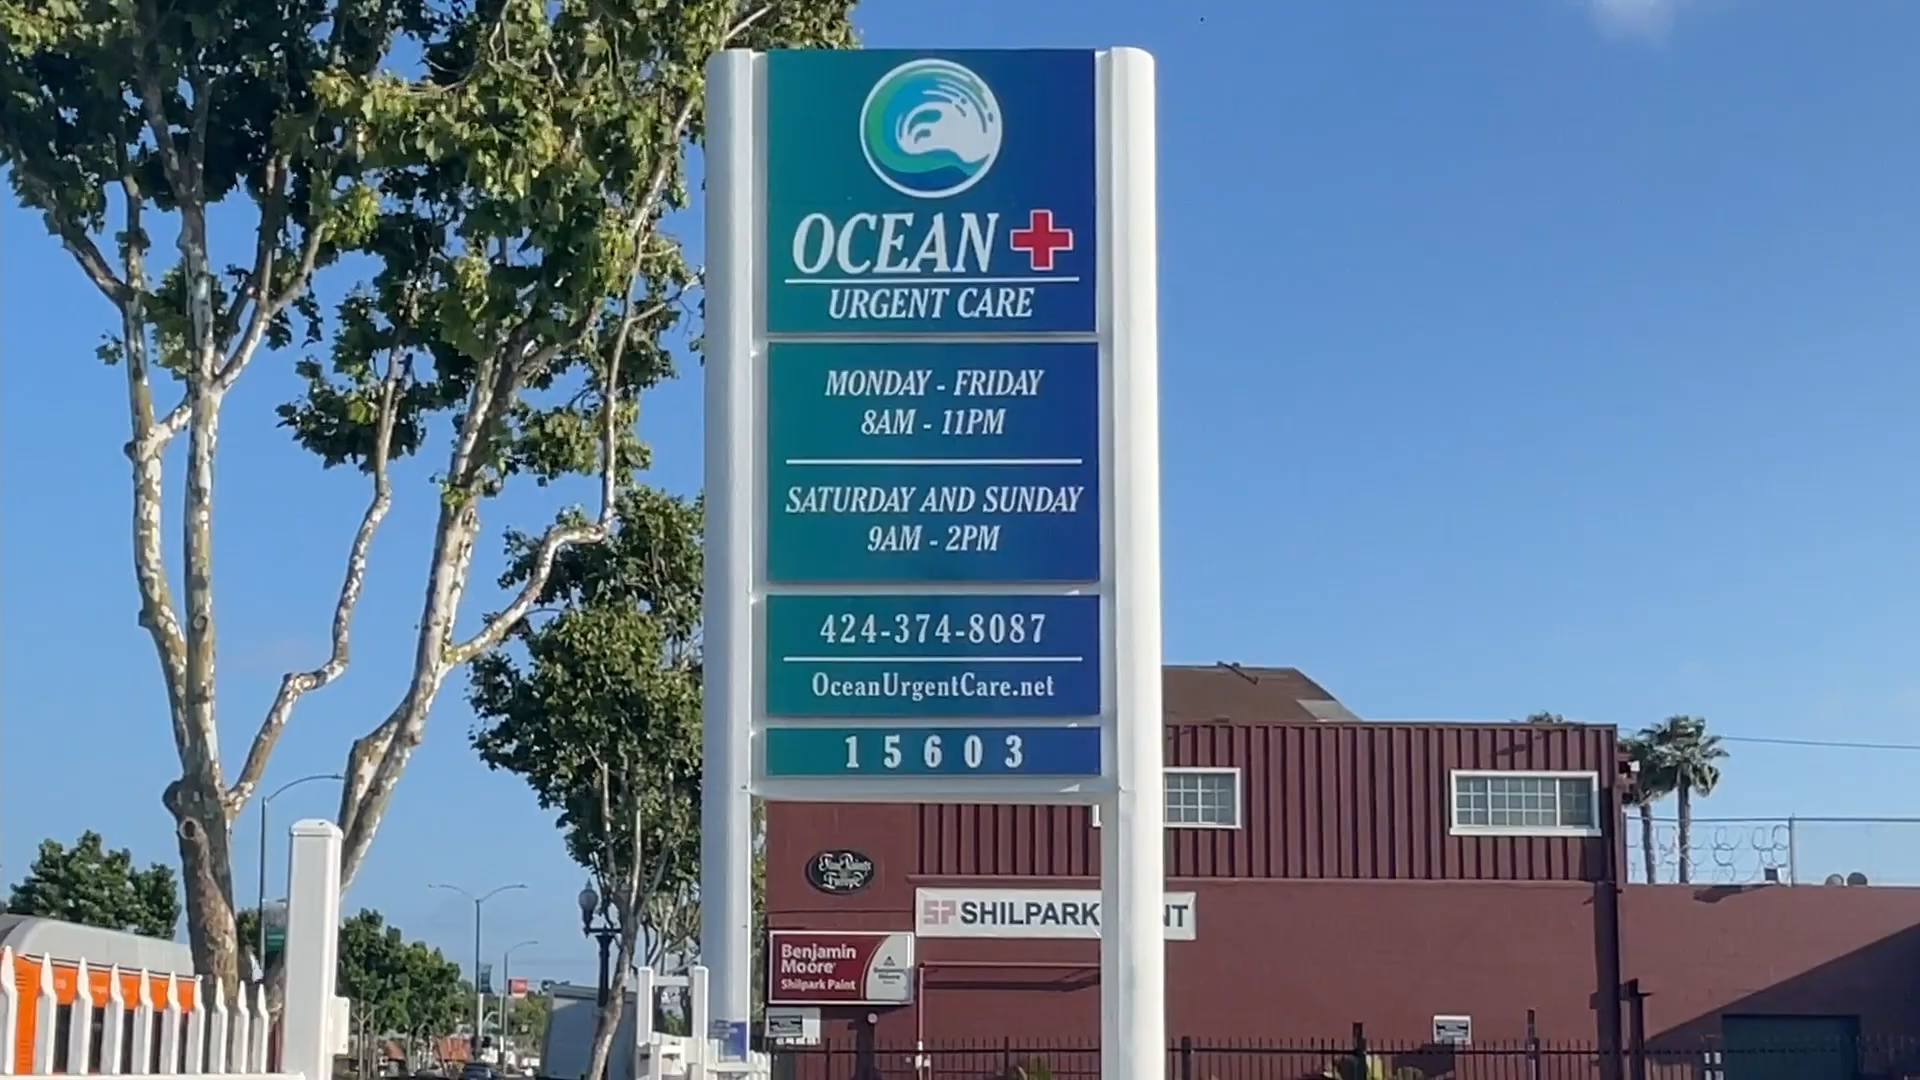 OCEAN
URGENT CARE
MONDAY - FRIDAY
8AM - 11PM
SATURDAY AND SUNDAY
9AM - 2PM
424-374-8087
OceanUrgentCare.net
15603
SP SHILPARK
NT
Benjamin
Moore
Shilpark Paint